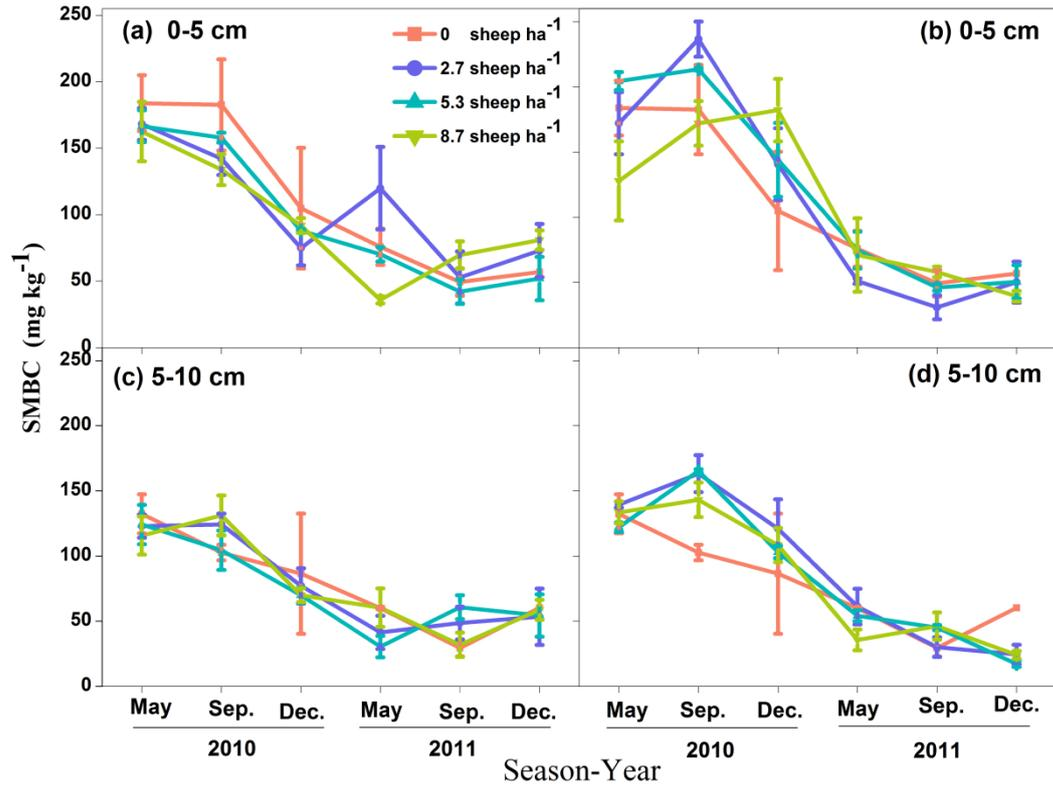 (a) 0-5 cm
0 sheep ha-1
2.7 sheep ha-1
5.3 sheep ha-1
8.7 sheep ha-1
(b) 0-5 cm
250
200
150
100
50
0
(c) 5-10 cm
(d) 5-10 cm
250
200
150
100
50
0
SMBC (mg kg-1)
May Sep. Dec. May Sep. Dec. May Sep. Dec. May Sep. Dec.
2010 2011 2010 2011
Season-Year